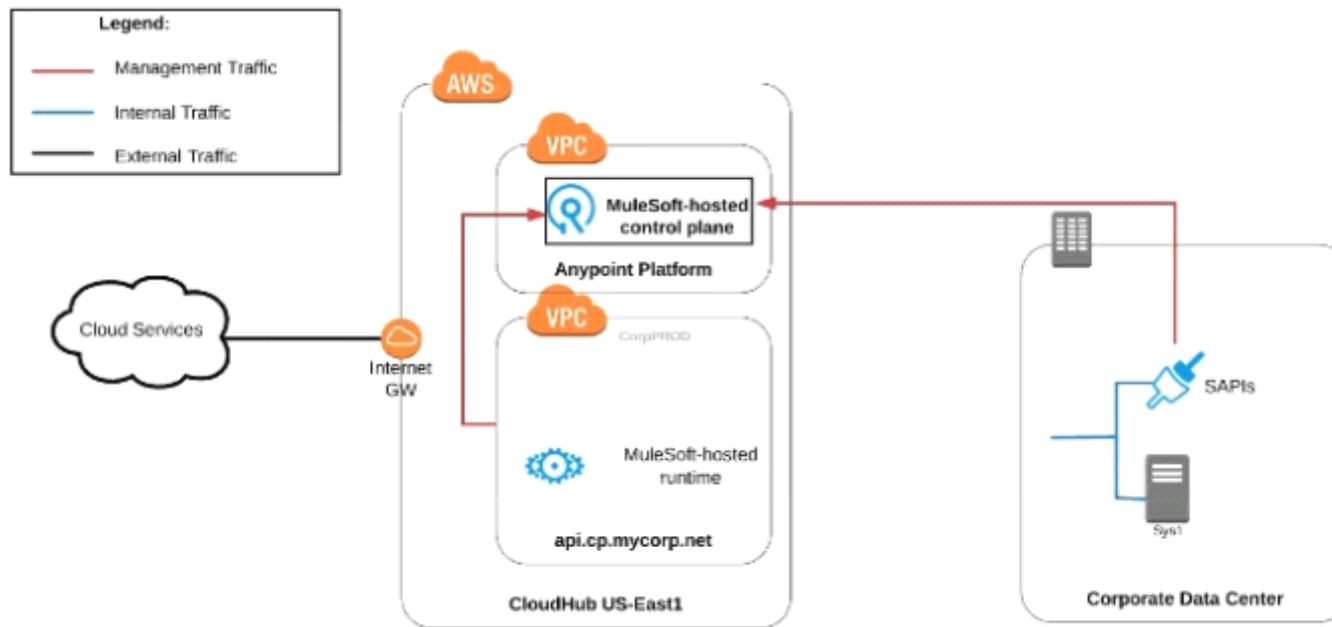 Legend:
Management Traffic
Internal Traffic
External Traffic
AWS
VPC
MuleSoft-hosted
control plane
Anypoint Platform
VPC
CorpPROD
Cloud Services
Internet
GW
MuleSoft-hosted
runtime
api.cp.mycorp.net
CloudHub US-East1
SAPIs
Sys1
Corporate Data Center